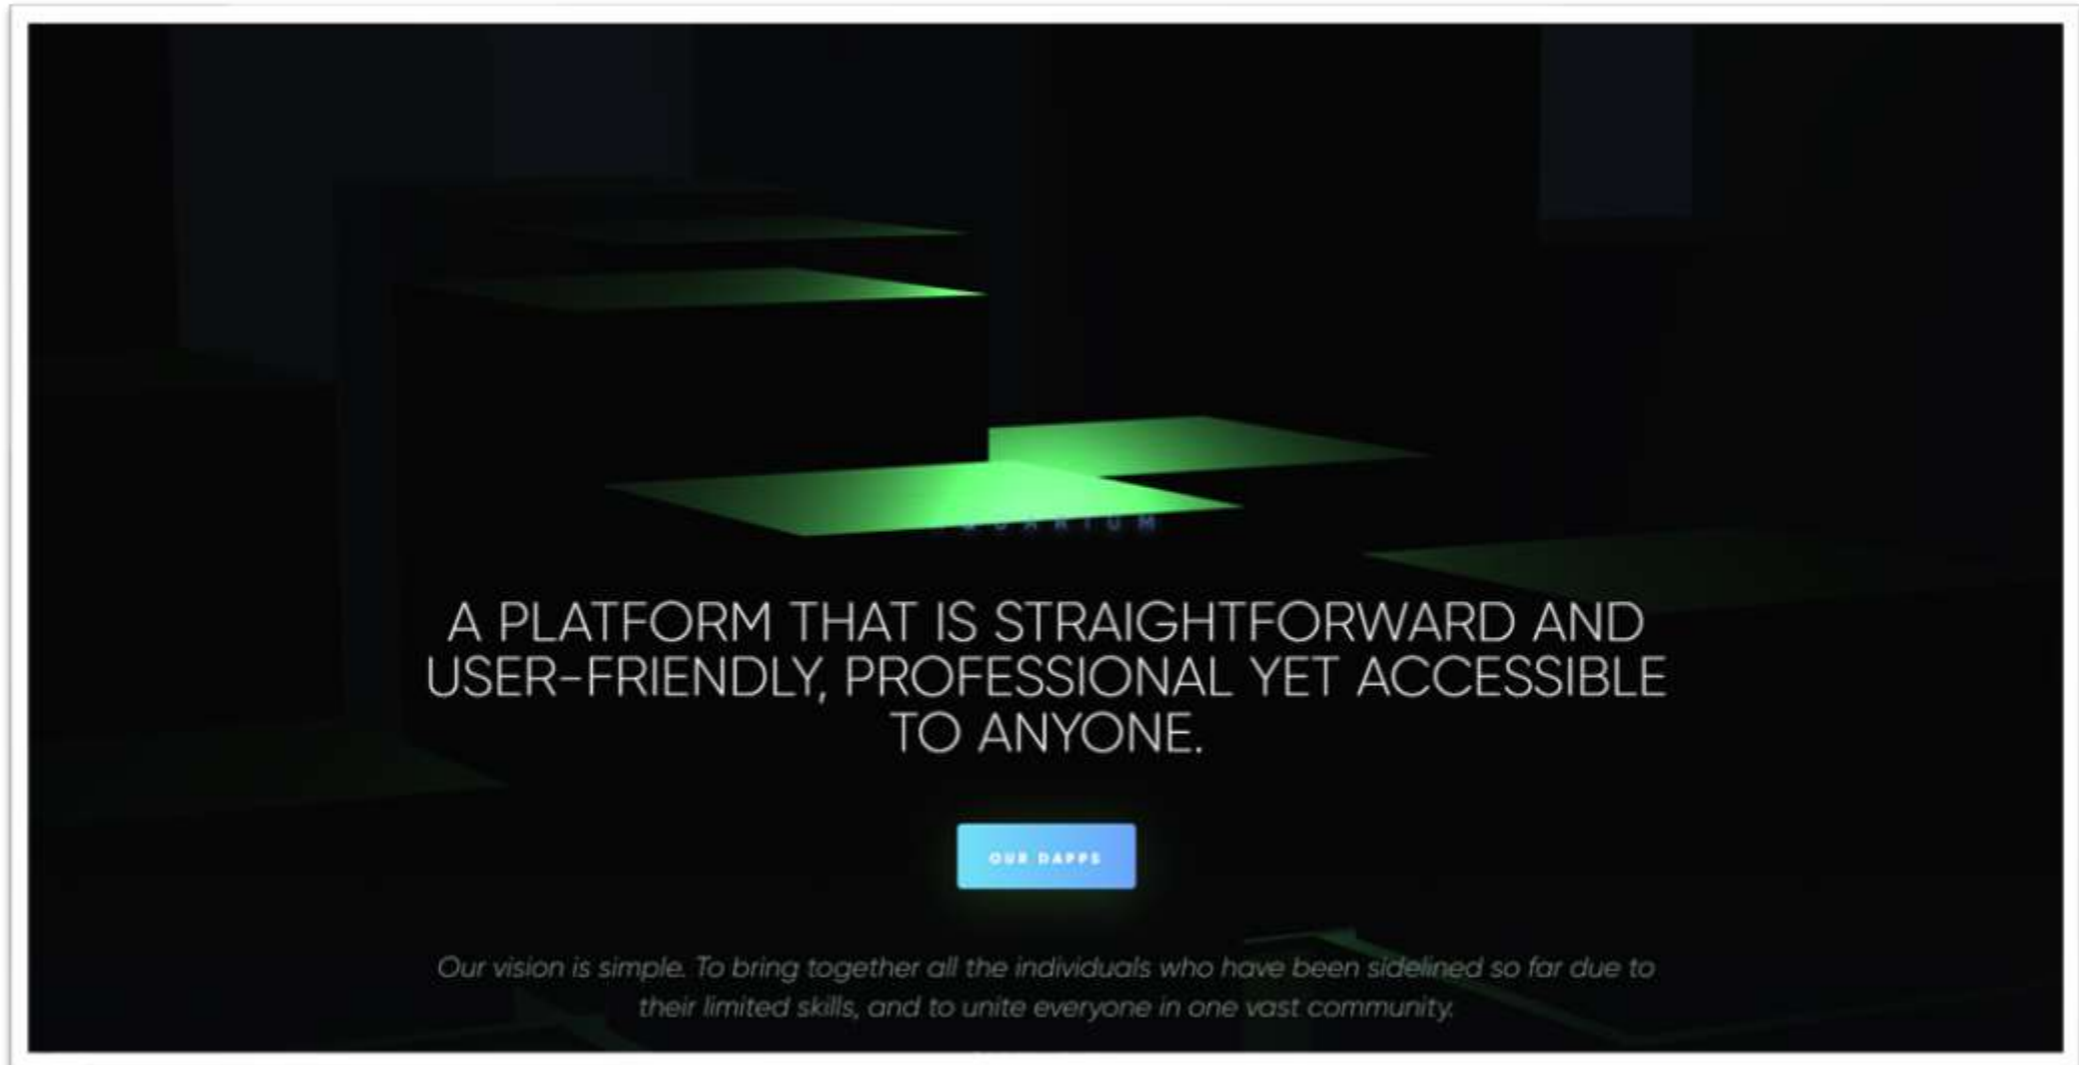 A PLATFORM THAT IS STRAIGHTFORWARD AND
USER-FRIENDLY, PROFESSIONAL YET ACCESSIBLE
TO ANYONE.
OUR DAPPS
Our vision is simple. To bring together all the individuals who have been sidelined so far due to
their limited skills, and to unite everyone in one vast community.